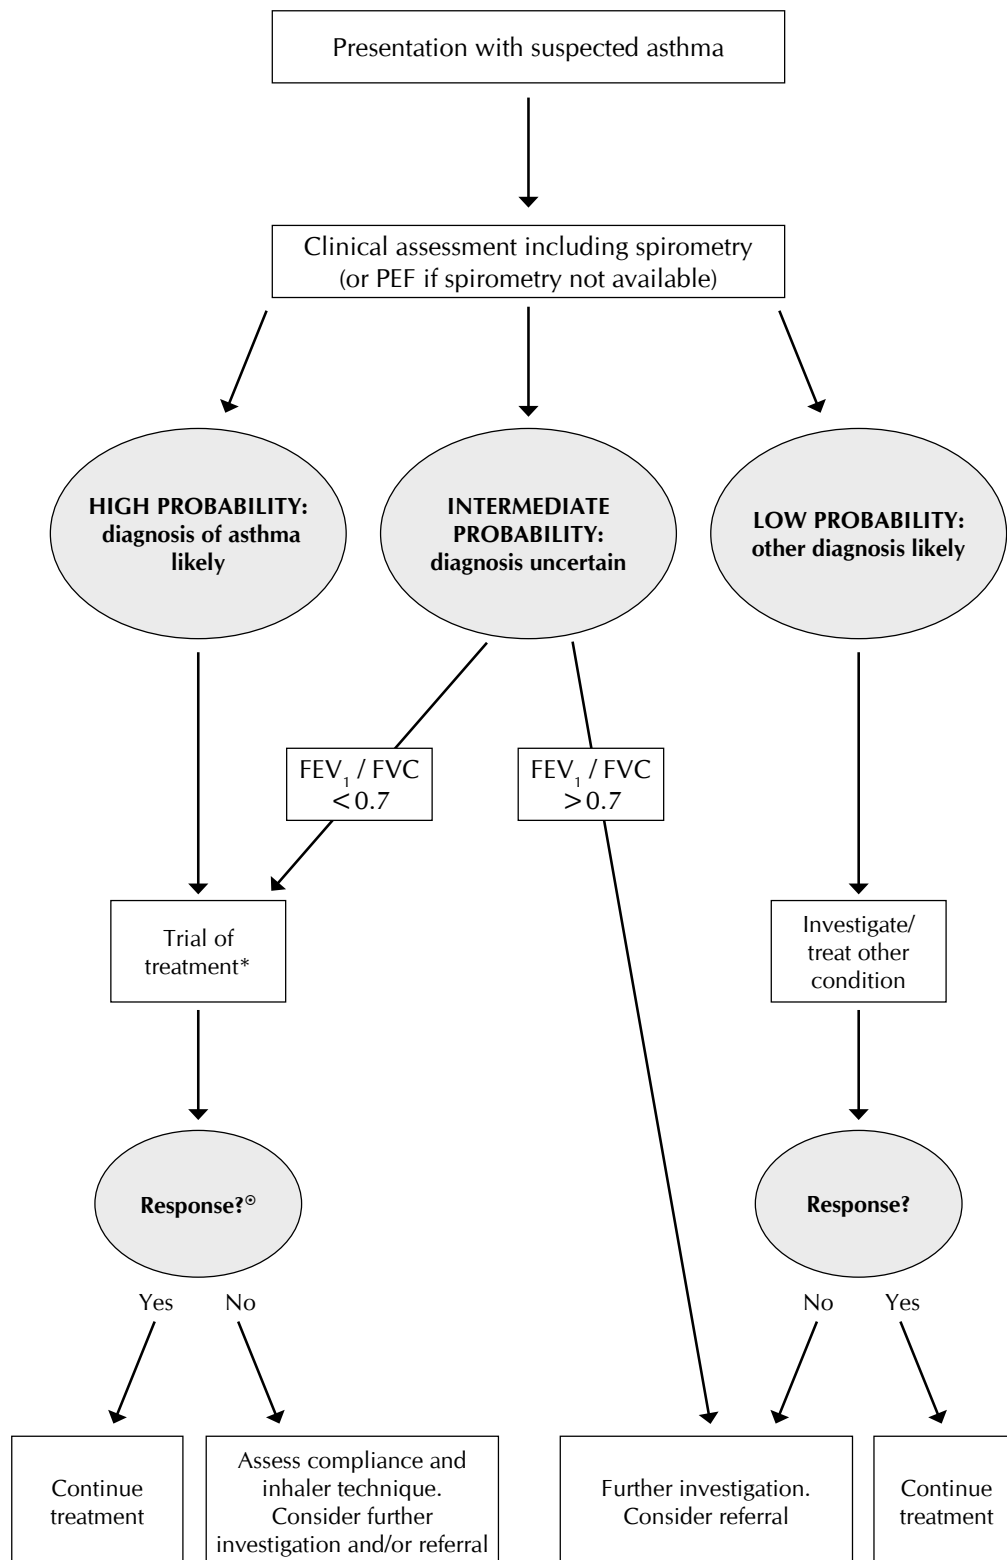 Presentation with suspected asthma
Clinical assessment including spirometry
(or PEF if spirometry not available)
HIGH PROBABILITY:
diagnosis of asthma
likely
INTERMEDIATE
PROBABILITY:
diagnosis uncertain
LOW PROBABILITY:
other diagnosis likely
FEV₁ / FVC
<0.7
FEV₁ / FVC
>0.7
Trial of
treatment*
Investigate/
treat other
condition
Response?⊙
Response?
Yes
No
No
Yes
Continue
treatment
Assess compliance and
inhaler technique.
Consider further
investigation and/or referral
Further investigation.
Consider referral
Continue
treatment